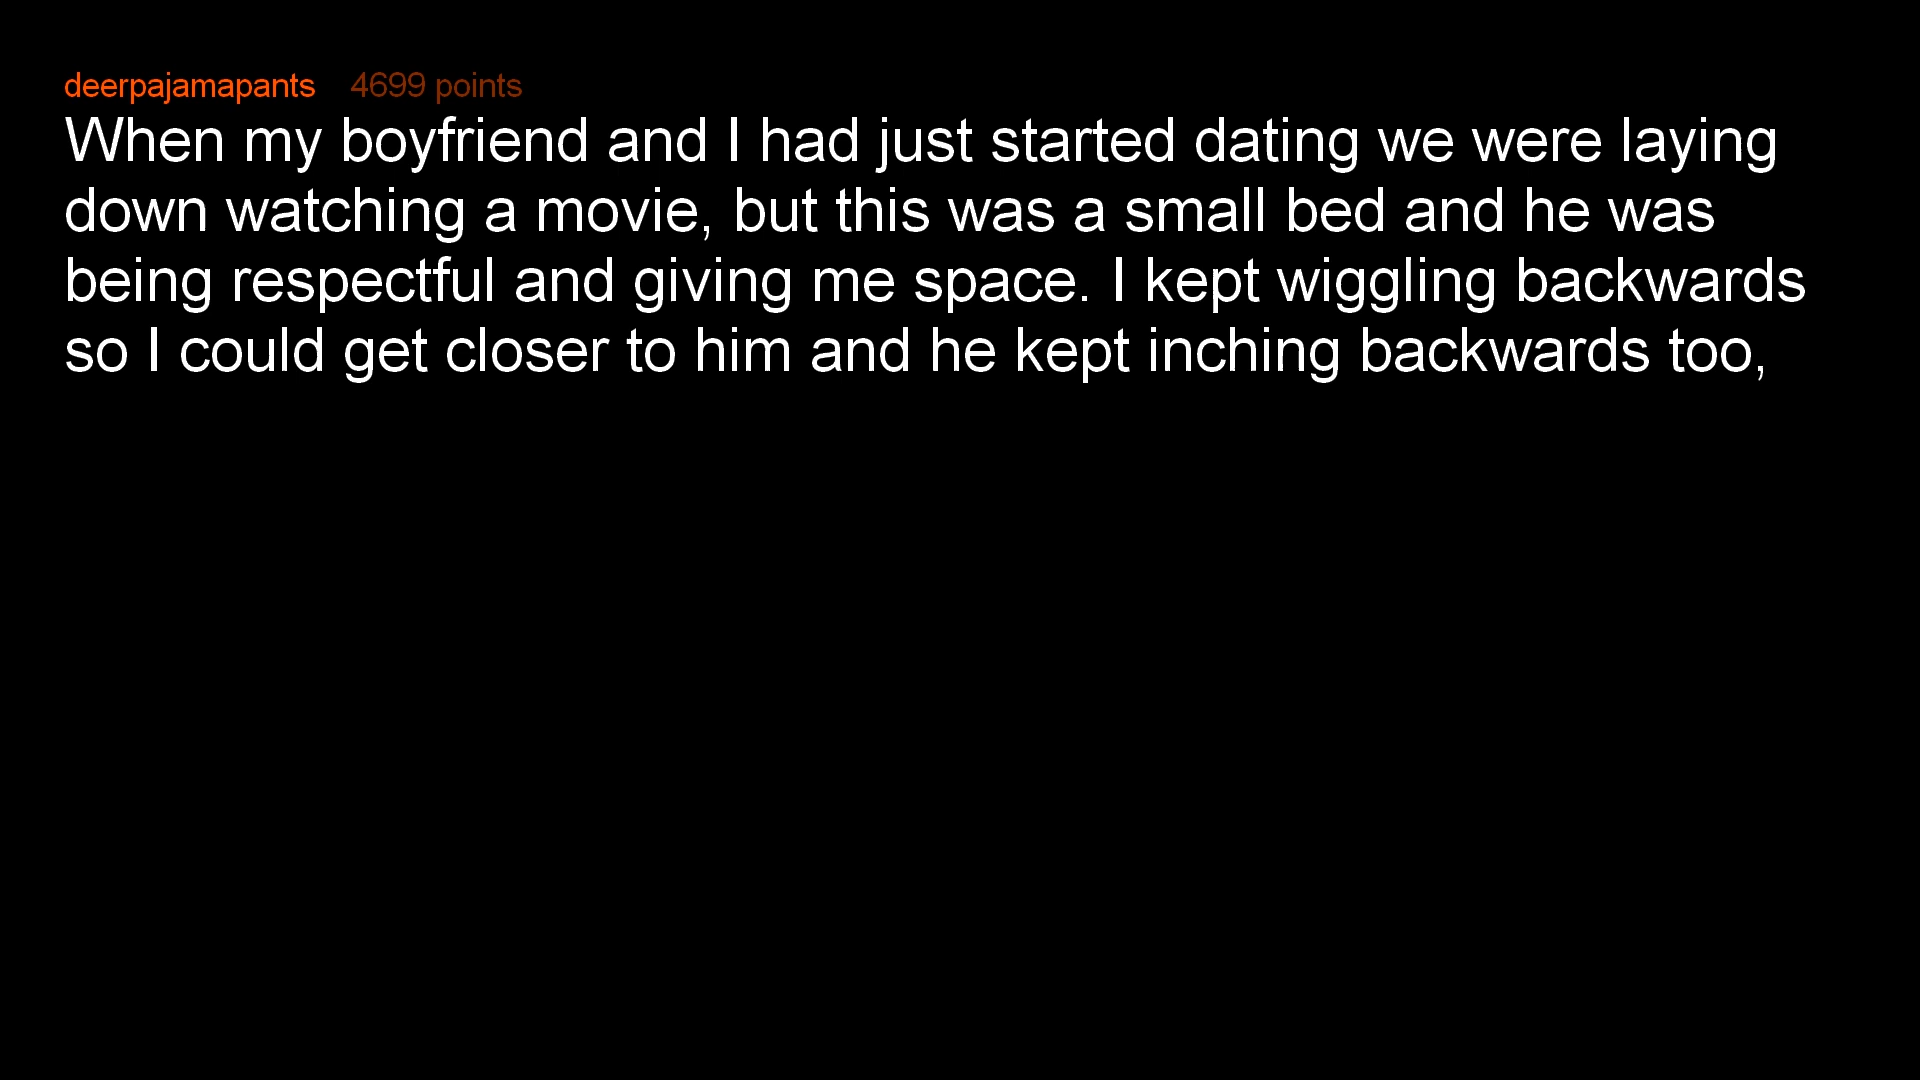 deerpajamapants 4699 points
When my boyfriend and I had just started dating we were laying
down watching a movie, but this was a small bed and he was
being respectful and giving me space. I kept wiggling backwards
so I could get closer to him and he kept inching backwards too,